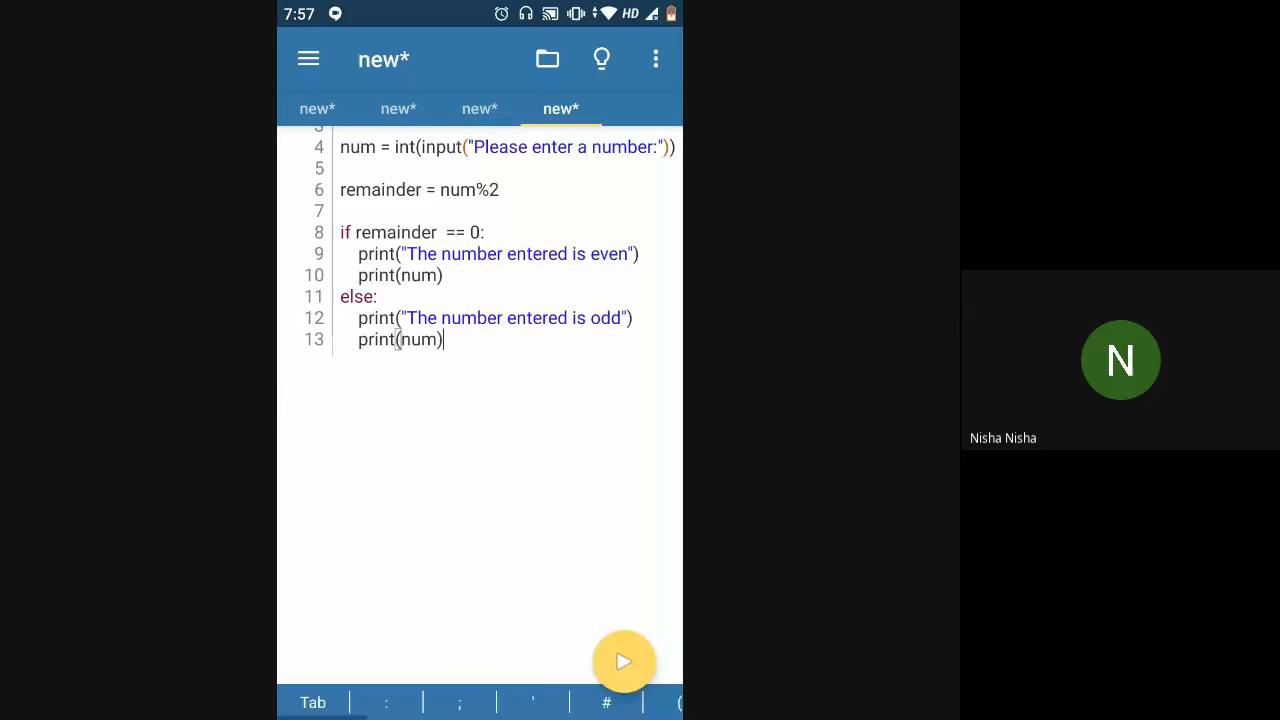 7:57 HD
new*
new* new* new* new*
3
4 num = int(input("Please enter a number:"))
5
6 remainder = num%2
7
8 if remainder  == 0:
9     print("The number entered is even")
10     print(num)
11 else:
12     print("The number entered is odd")
13     print(num)
N
Nisha Nisha
Tab : ; ' # (